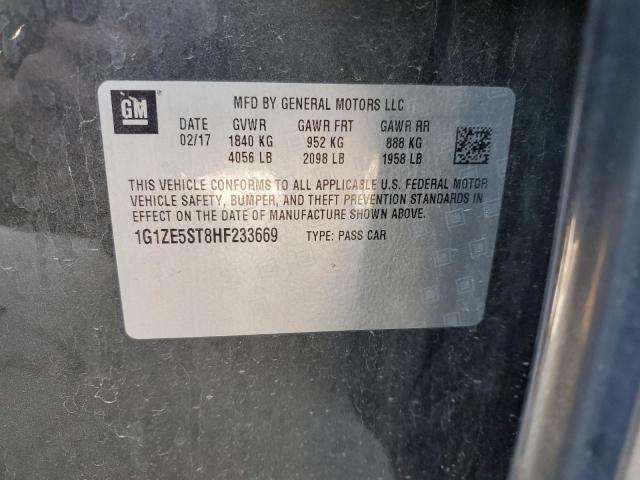 GM
MFD BY GENERAL MOTORS LLC
DATE GVWR GAWR FRT GAWR RR
02/17 1840 KG 952 KG 888 KG
4056 LB 2098 LB 1958 LB
THIS VEHICLE CONFORMS TO ALL APPLICABLE U.S. FEDERAL MOTOR
VEHICLE SAFETY, BUMPER, AND THEFT PREVENTION STANDARDS IN
EFFECT ON THE DATE OF MANUFACTURE SHOWN ABOVE.
1G1ZE5ST8HF233669 TYPE: PASS CAR